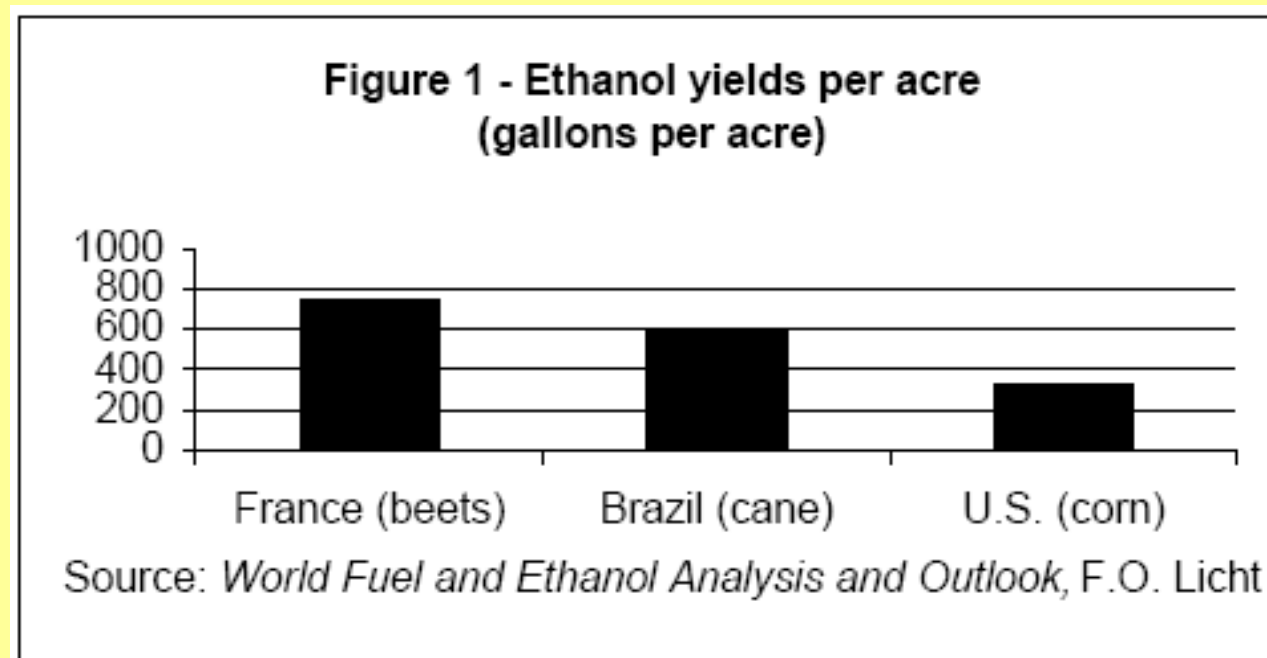 Figure 1 - Ethanol yields per acre
(gallons per acre)
1000
800
600
400
200
0
France (beets) Brazil (cane) U.S. (corn)
Source: World Fuel and Ethanol Analysis and Outlook, F.O. Licht